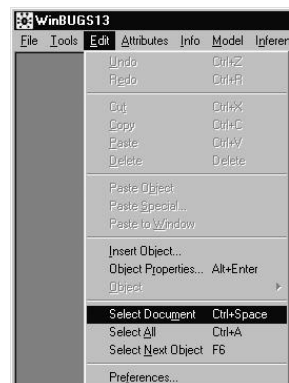 WinBUGS13
File Tools Edit Attributes Info Model Inferen
Undo Ctrl+Z
Redo Ctrl+R
Cut Ctrl+X
Copy Ctrl+C
Paste Ctrl+V
Delete Delete
Paste Object
Paste Special...
Paste to Window
Insert Object...
Object Properties... Alt+Enter
Object
Select Document Ctrl+Space
Select All Ctrl+A
Select Next Object F6
Preferences...